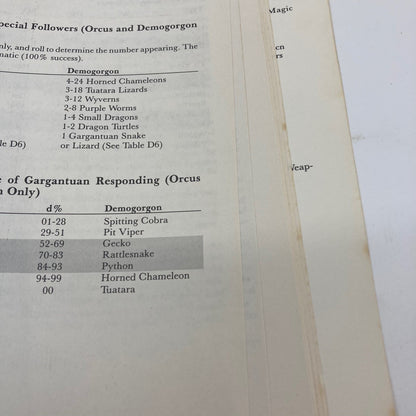 Special Followers (Orcus and Demogorgon
only, and roll to determine the number appearing. The
matic (100% success).
Demogorgon
4-24 Horned Chameleons
3-18 Tuatara Lizards
3-12 Wyverns
2-8 Purple Worms
1-4 Small Dragons
1-2 Dragon Turtles
1 Gargantuan Snake
le D6) or Lizard (See Table D6)
e of Gargantuan Responding (Orcus
n Only)
d% Demogorgon
01-28 Spitting Cobra
29-51 Pit Viper
52-69 Gecko
70-83 Rattlesnake
84-93 Python
94-99 Horned Chameleon
00 Tuatara
Magic
Weap-